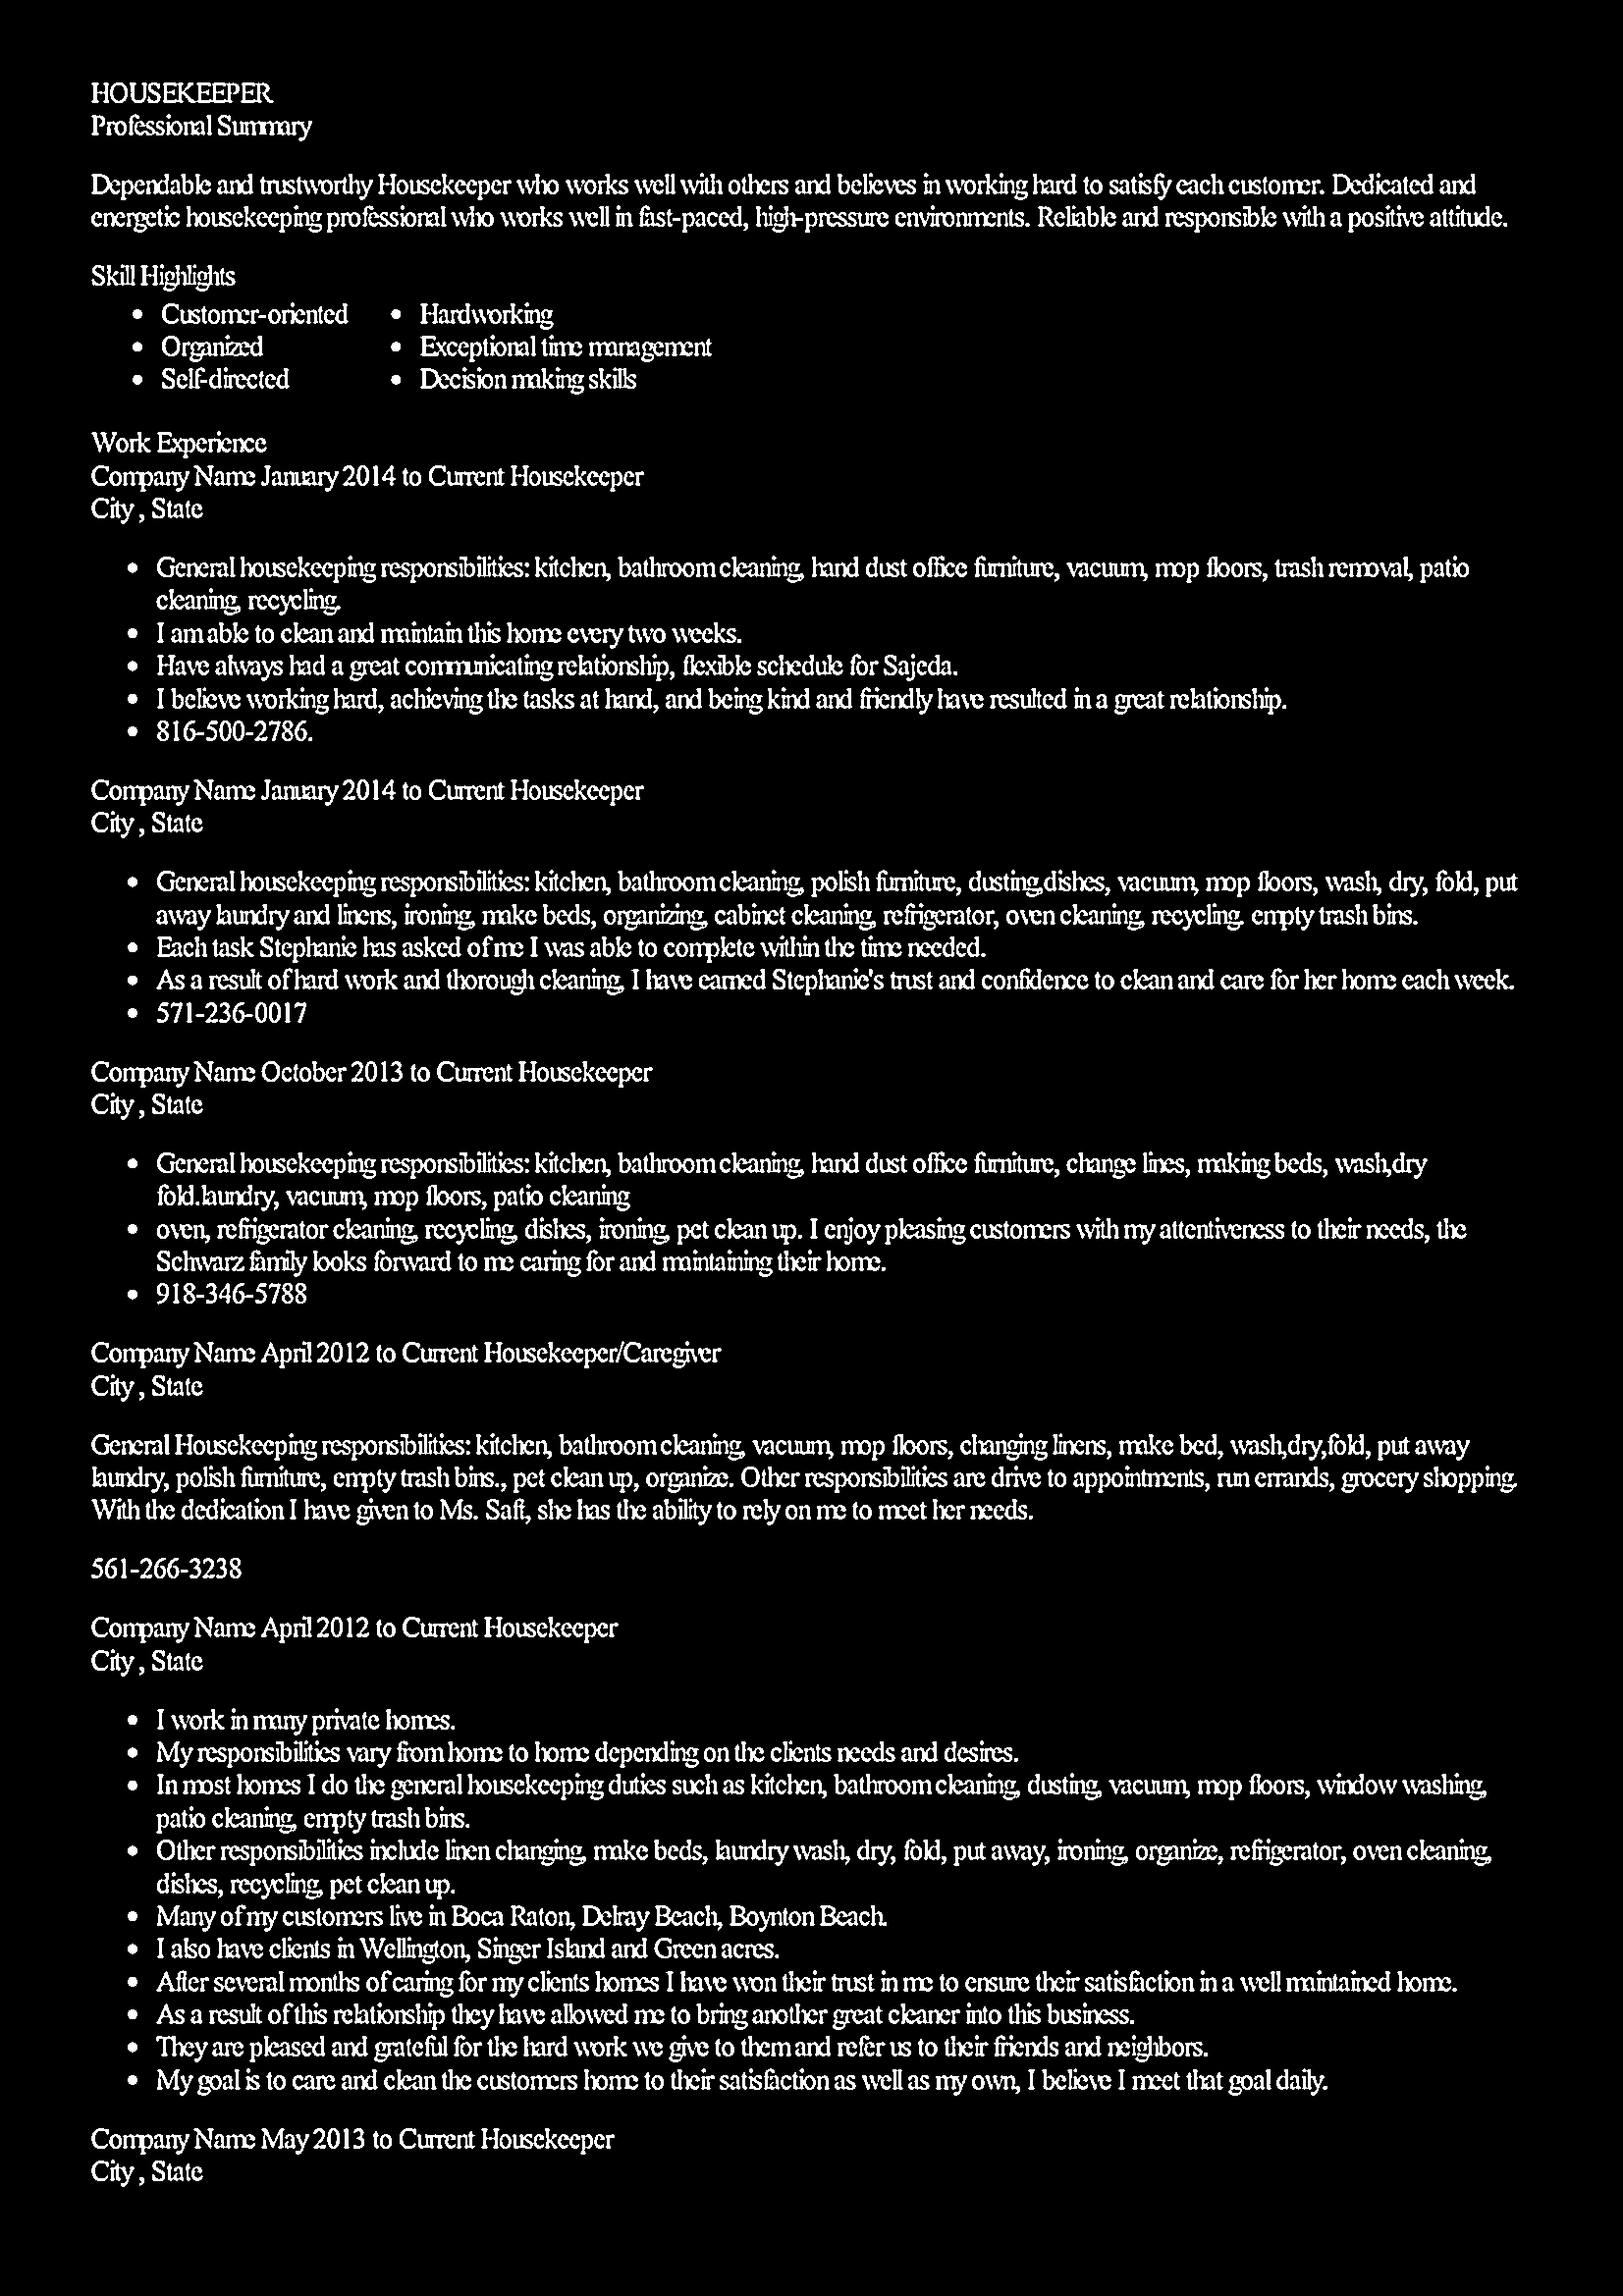 HOUSEKEEPER
Professional Summary
Dependable and trustworthy Housekeeper who works well with others and believes in working hard to satisfy each customer. Dedicated and
energetic housekeeping professional who works well in fast-paced, high-pressure environments. Reliable and responsible with a positive attitude.
Skill Highlights
• Customer-oriented • Hardworking
• Organized • Exceptional time management
• Self-directed • Decision making skills
Work Experience
Company Name January 2014 to Current Housekeeper
City , State
• General housekeeping responsibilities: kitchen, bathroom cleaning, hand dust office furniture, vacuum, mop floors, trash removal, patio
cleaning, recycling.
• I am able to clean and maintain this home every two weeks.
• Have always had a great communicating relationship, flexible schedule for Sajeda.
• I believe working hard, achieving the tasks at hand, and being kind and friendly have resulted in a great relationship.
• 816-500-2786.
Company Name January 2014 to Current Housekeeper
City , State
• General housekeeping responsibilities: kitchen, bathroom cleaning, polish furniture, dusting,dishes, vacuum, mop floors, wash, dry, fold, put
away laundry and linens, ironing, make beds, organizing, cabinet cleaning, refrigerator, oven cleaning, recycling. empty trash bins.
• Each task Stephanie has asked of me I was able to complete within the time needed.
• As a result of hard work and thorough cleaning, I have earned Stephanie's trust and confidence to clean and care for her home each week.
• 571-236-0017
Company Name October 2013 to Current Housekeeper
City , State
• General housekeeping responsibilities: kitchen, bathroom cleaning, hand dust office furniture, change lines, making beds, wash,dry
fold.laundry, vacuum, mop floors, patio cleaning
• oven, refrigerator cleaning, recycling, dishes, ironing, pet clean up. I enjoy pleasing customers with my attentiveness to their needs, the
Schwarz family looks forward to me caring for and maintaining their home.
• 918-346-5788
Company Name April 2012 to Current Housekeeper/Caregiver
City , State
General Housekeeping responsibilities: kitchen, bathroom cleaning, vacuum, mop floors, changing linens, make bed, wash,dry,fold, put away
laundry, polish furniture, empty trash bins., pet clean up, organize. Other responsibilities are drive to appointments, run errands, grocery shopping.
With the dedication I have given to Ms. Saft, she has the ability to rely on me to meet her needs.
561-266-3238
Company Name April 2012 to Current Housekeeper
City , State
• I work in many private homes.
• My responsibilities vary from home to home depending on the clients needs and desires.
• In most homes I do the general housekeeping duties such as kitchen, bathroom cleaning, dusting, vacuum, mop floors, window washing,
patio cleaning, empty trash bins.
• Other responsibilities include linen changing, make beds, laundry wash, dry, fold, put away, ironing, organize, refrigerator, oven cleaning,
dishes, recycling, pet clean up.
• Many of my customers live in Boca Raton, Delray Beach, Boynton Beach.
• I also have clients in Wellington, Singer Island and Green acres.
• After several months of caring for my clients homes I have won their trust in me to ensure their satisfaction in a well maintained home.
• As a result of this relationship they have allowed me to bring another great cleaner into this business.
• They are pleased and grateful for the hard work we give to them and refer us to their friends and neighbors.
• My goal is to care and clean the customers home to their satisfaction as well as my own, I believe I meet that goal daily.
Company Name May 2013 to Current Housekeeper
City , State